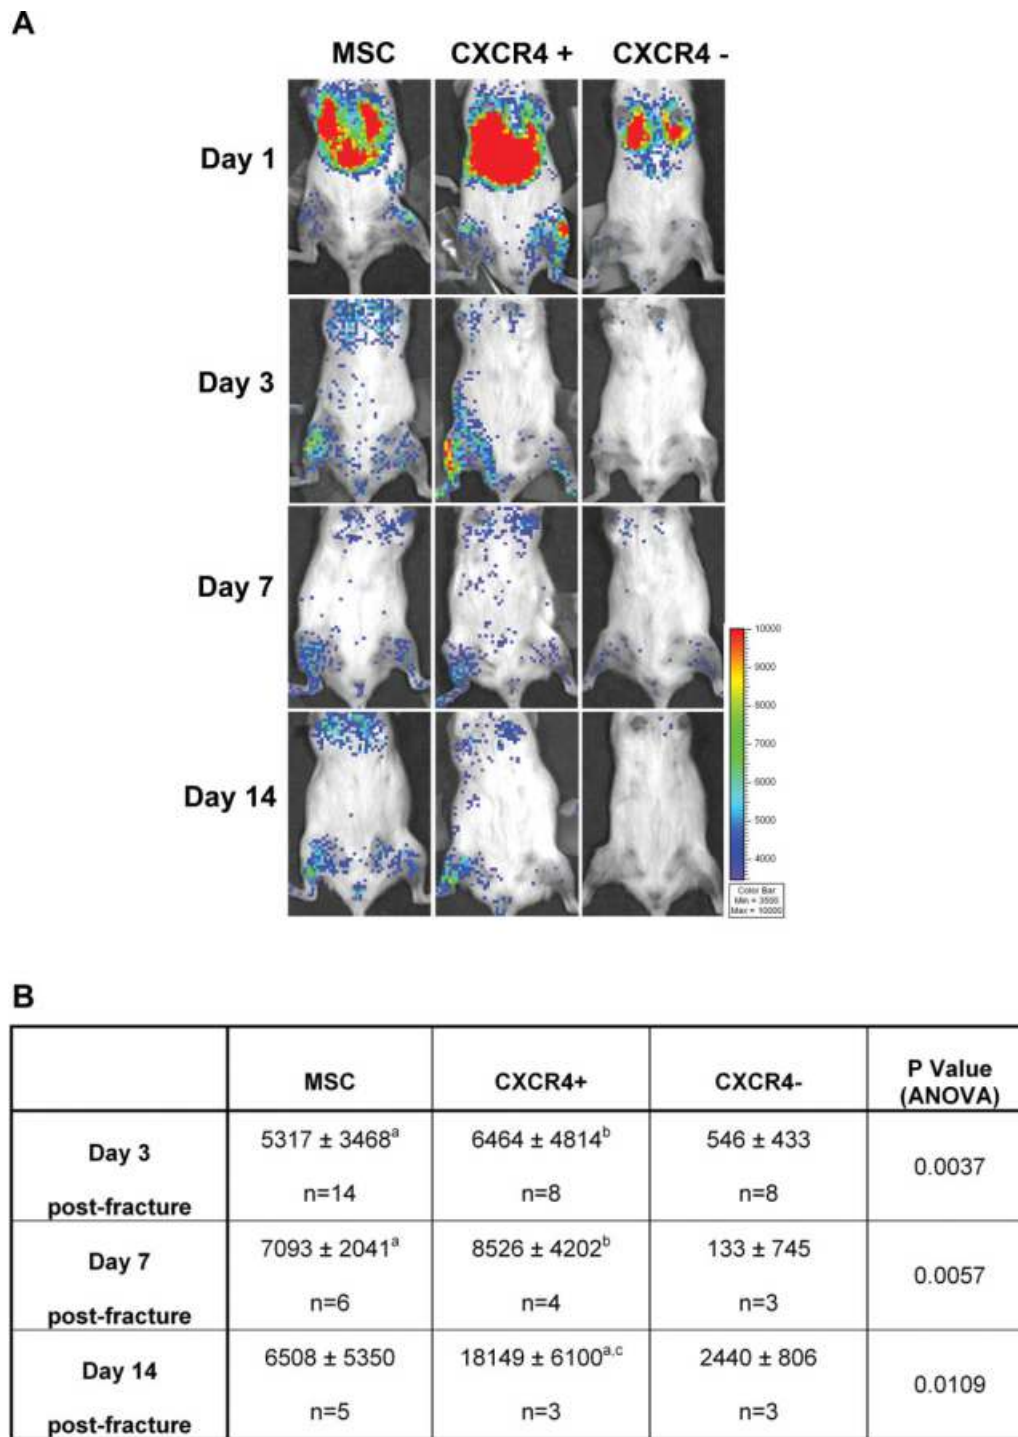 A
MSC CXCR4 + CXCR4 -
Day 1
Day 3
Day 7
Day 14
10000
9000
8000
7000
6000
5000
4000
Color Bar
Max = 10000
B
MSC CXCR4+ CXCR4- P Value (ANOVA)
Day 3 post-fracture 5317 ± 3468ᵃ n=14 6464 ± 4814ᵇ n=8 546 ± 433 n=8 0.0037
Day 7 post-fracture 7093 ± 2041ᵃ n=6 8526 ± 4202ᵇ n=4 133 ± 745 n=3 0.0057
Day 14 post-fracture 6508 ± 5350 n=5 18149 ± 6100ᵃ,ᶜ n=3 2440 ± 806 n=3 0.0109